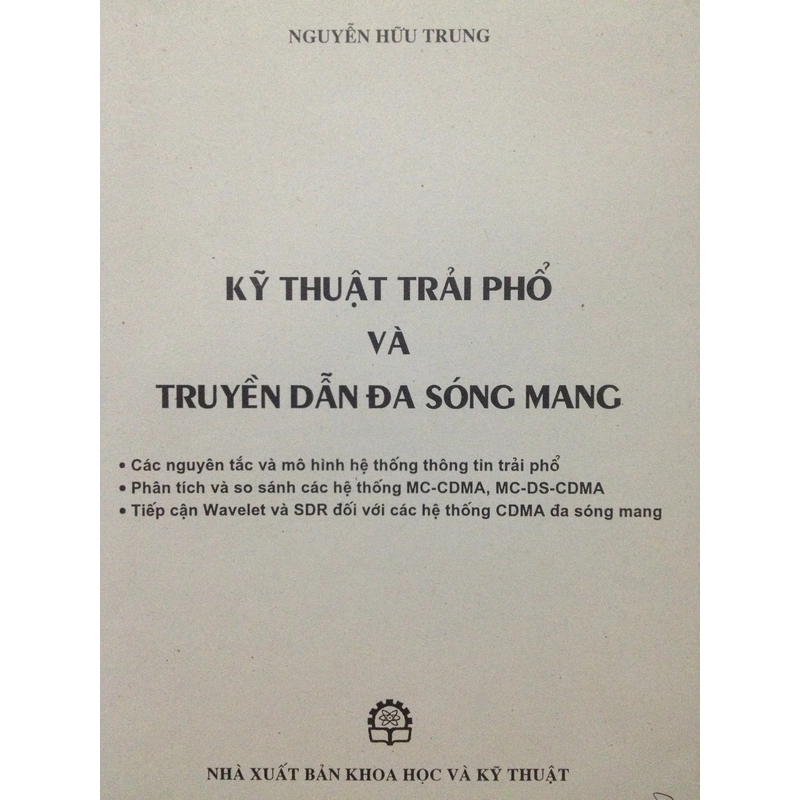 NGUYỄN HỮU TRUNG
KỸ THUẬT TRẢI PHỔ
VÀ
TRUYỀN DẪN ĐA SÓNG MANG
• Các nguyên tắc và mô hình hệ thống thông tin trải phổ
• Phân tích và so sánh các hệ thống MC-CDMA, MC-DS-CDMA
• Tiếp cận Wavelet và SDR đối với các hệ thống CDMA đa sóng mang
NHÀ XUẤT BẢN KHOA HỌC VÀ KỸ THUẬT